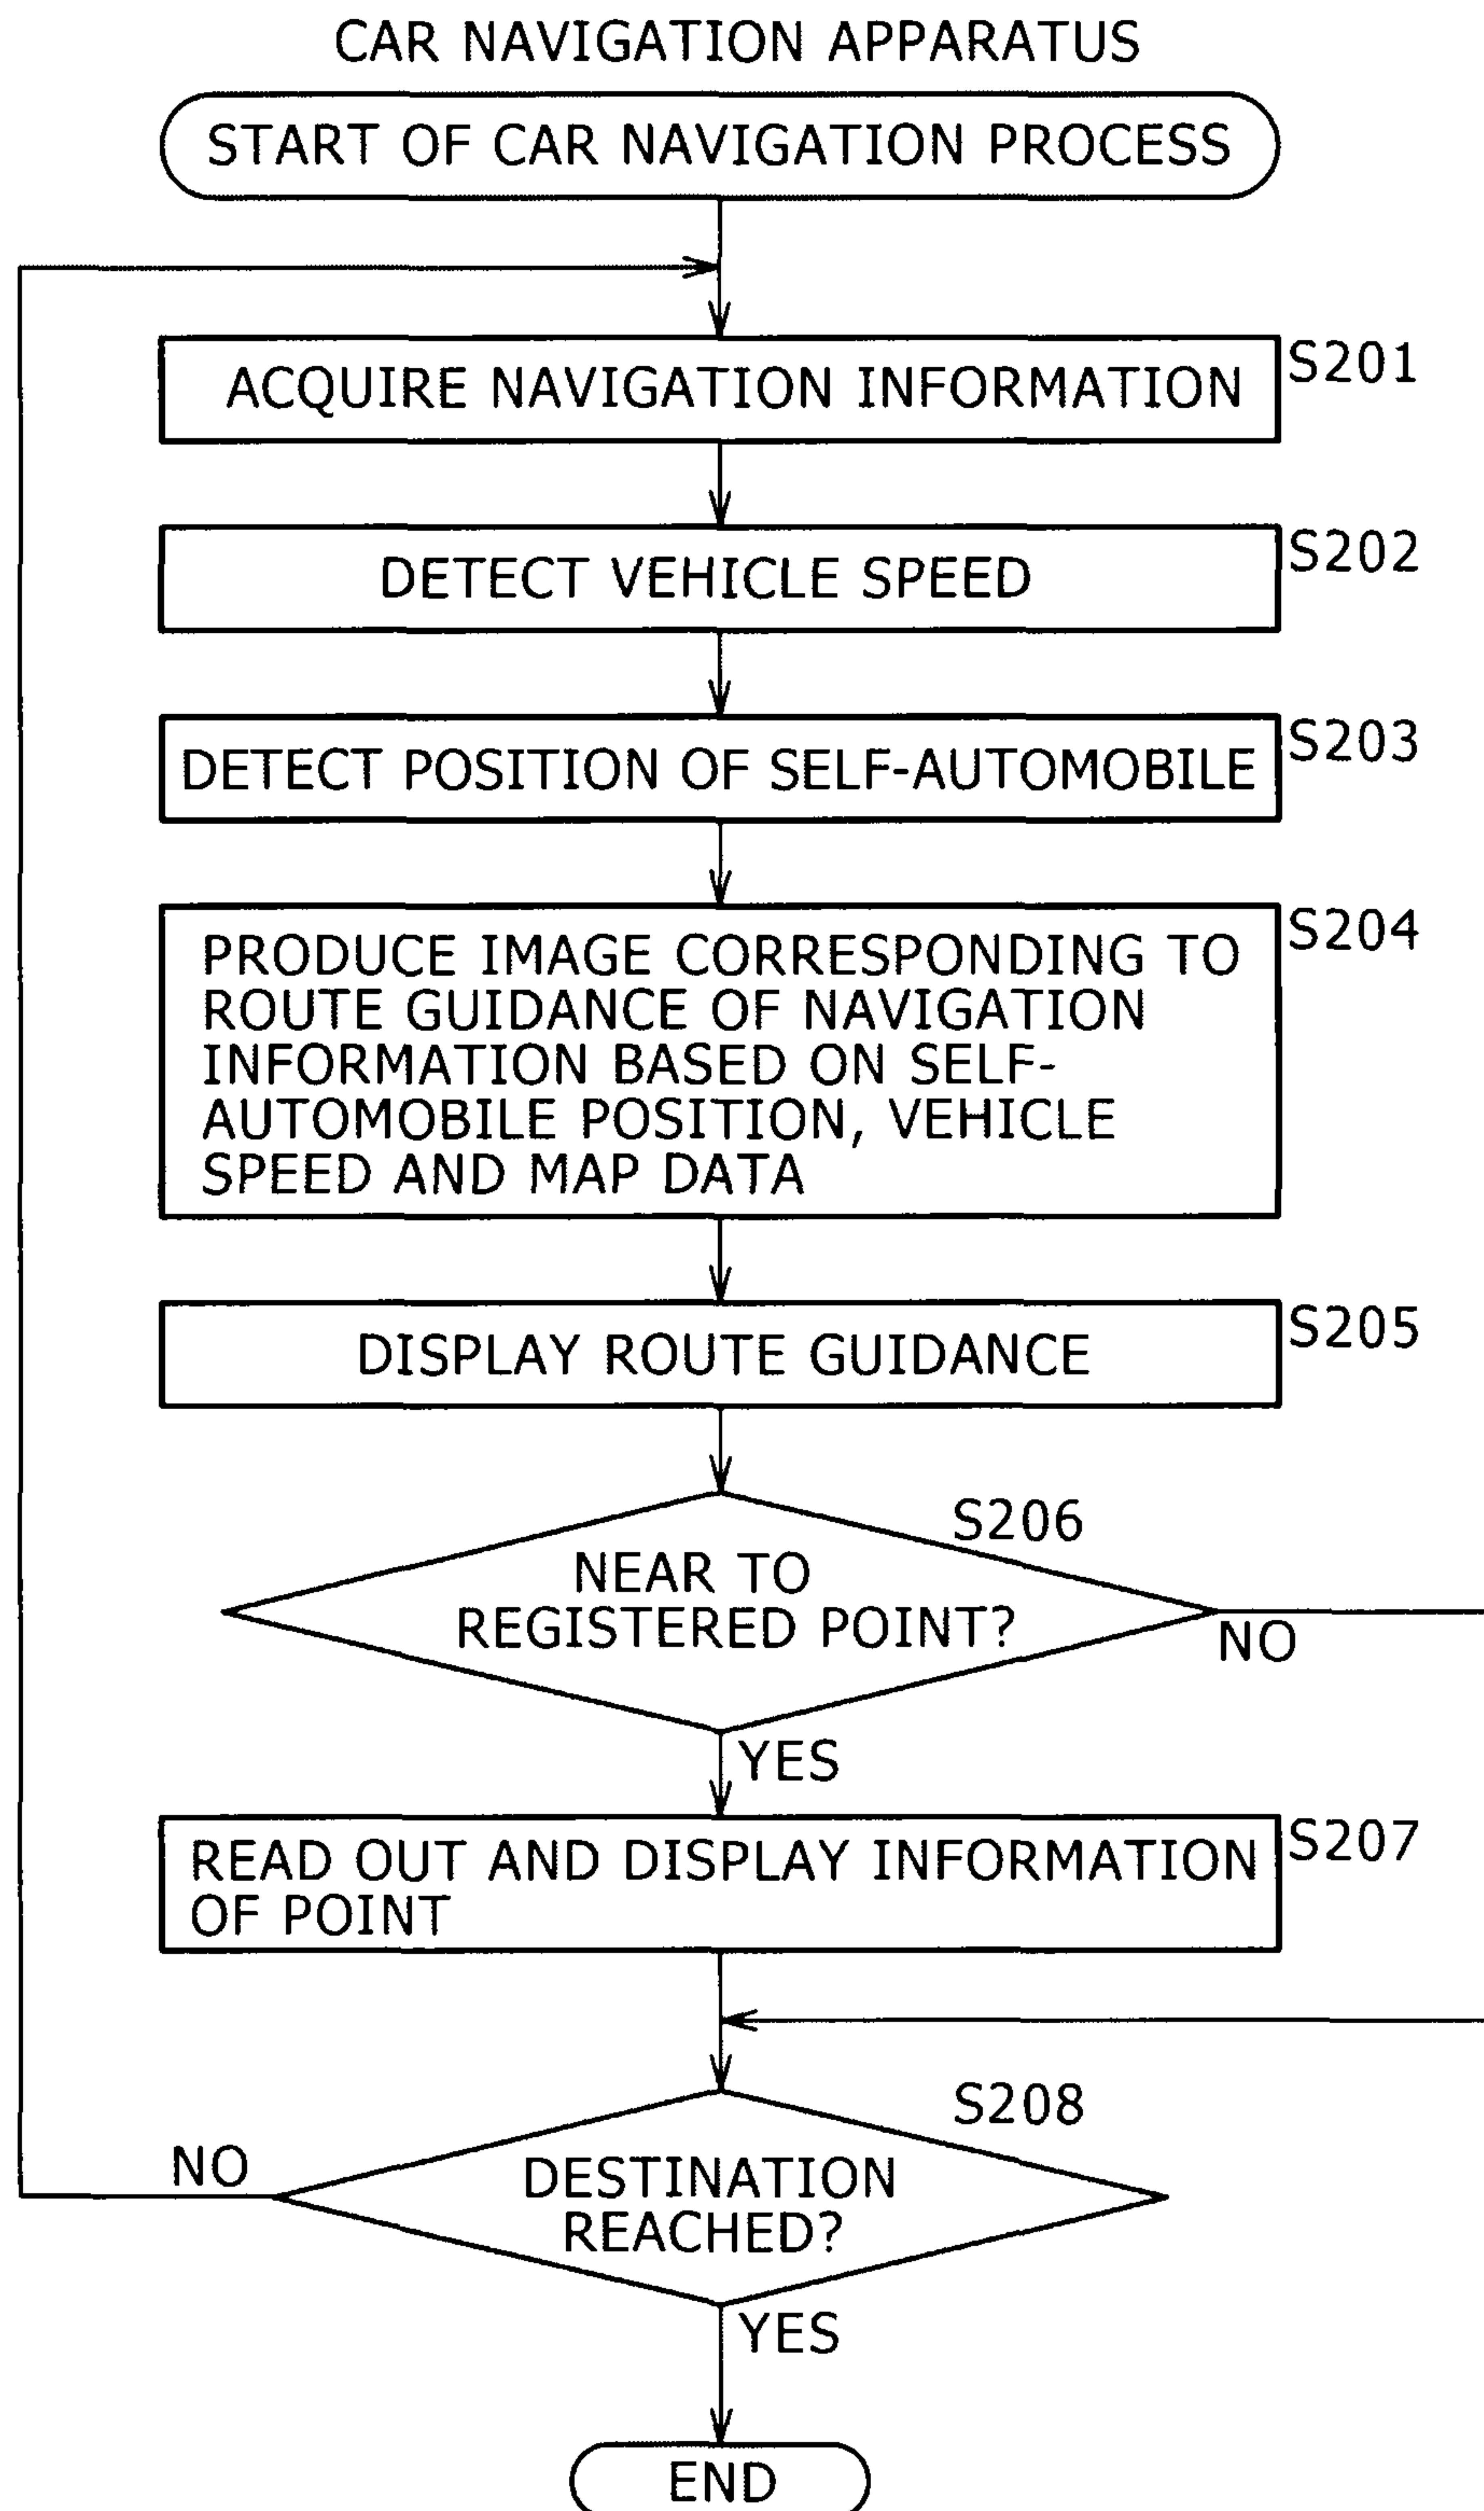 CAR NAVIGATION APPARATUS
START OF CAR NAVIGATION PROCESS
ACQUIRE NAVIGATION INFORMATION
S201
DETECT VEHICLE SPEED
S202
DETECT POSITION OF SELF-AUTOMOBILE
S203
PRODUCE IMAGE CORRESPONDING TO
ROUTE GUIDANCE OF NAVIGATION
INFORMATION BASED ON SELF-
AUTOMOBILE POSITION, VEHICLE
SPEED AND MAP DATA
S204
DISPLAY ROUTE GUIDANCE
S205
S206
NEAR TO
REGISTERED POINT?
NO
YES
READ OUT AND DISPLAY INFORMATION
OF POINT
S207
S208
NO
DESTINATION
REACHED?
YES
END